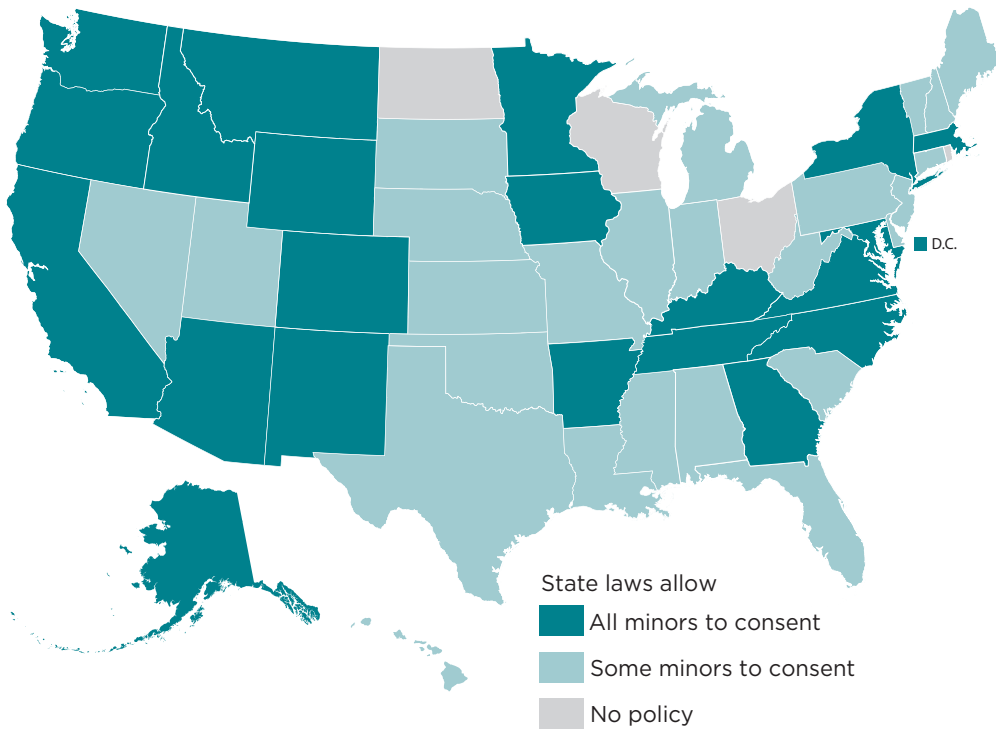 D.C.
State laws allow
All minors to consent
Some minors to consent
No policy